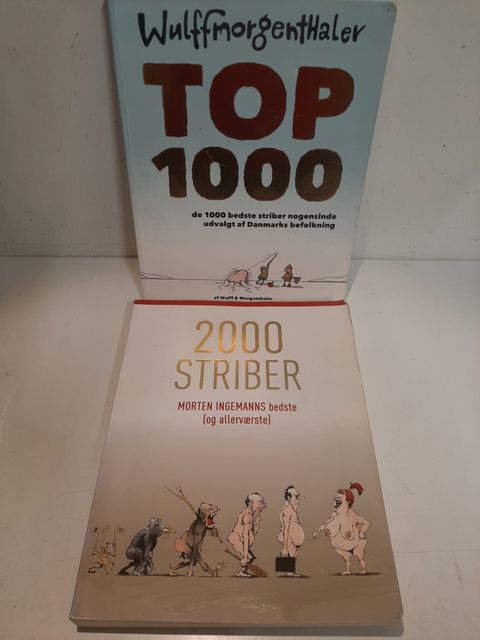 Wulffmorgenthaler
TOP
1000
de 1000 bedste striber nogensinde
udvalgt af Danmarks befolkning
af Wulff & Morgenthaler
2000
STRIBER
MORTEN INGEMANNS bedste
(og allerværste)